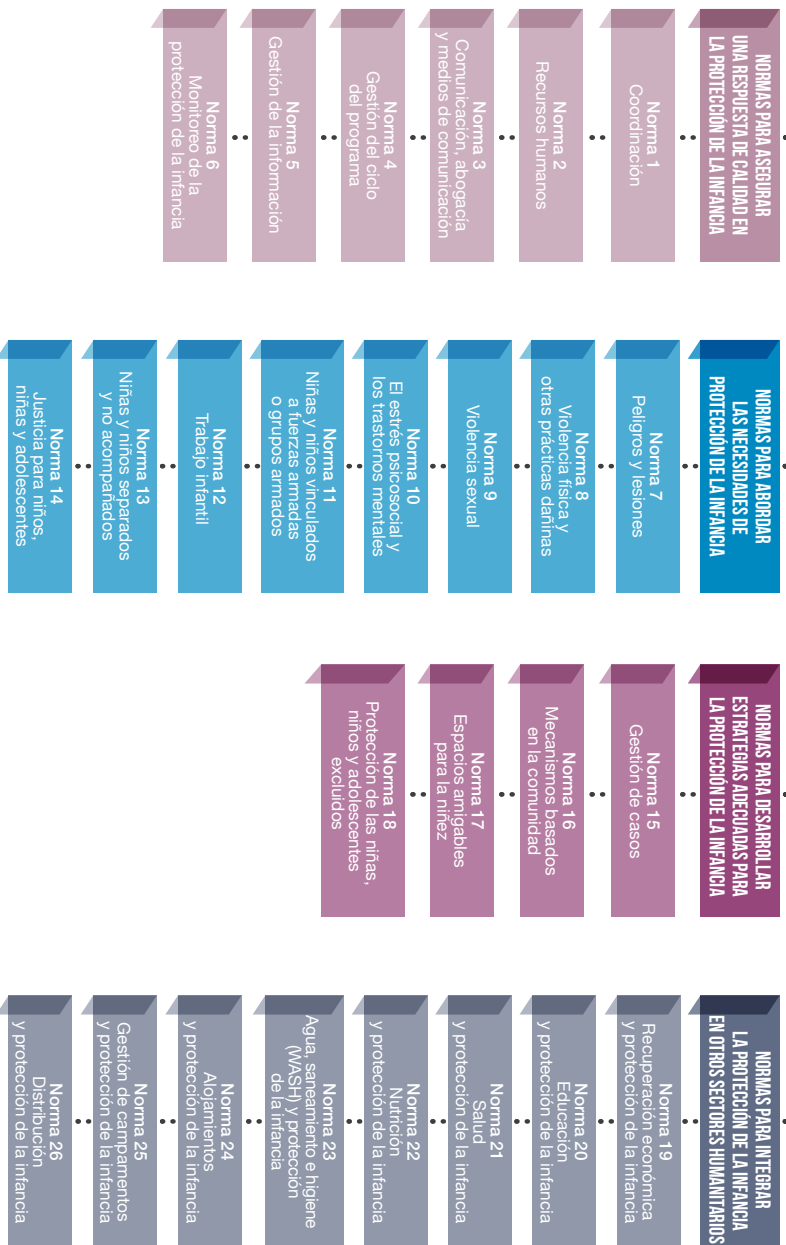 NORMAS PARA ASEGURAR
UNA RESPUESTA DE CALIDAD EN
LA PROTECCIÓN DE LA INFANCIA
Norma 1
Coordinación
Norma 2
Recursos humanos
Norma 3
Comunicación, abogacía
y medios de comunicación
Norma 4
Gestión del ciclo
del programa
Norma 5
Gestión de la información
Norma 6
Monitoreo de la
protección de la infancia
NORMAS PARA ABORDAR
LAS NECESIDADES DE
PROTECCIÓN DE LA INFANCIA
Norma 7
Peligros y lesiones
Norma 8
Violencia física y
otras prácticas dañinas
Norma 9
Violencia sexual
Norma 10
El estrés psicosocial y
los trastornos mentales
Norma 11
Niñas y niños vinculados
a fuerzas armadas
o grupos armados
Norma 12
Trabajo infantil
Norma 13
Niñas y niños separados
y no acompañados
Norma 14
Justicia para niños,
niñas y adolescentes
NORMAS PARA DESARROLLAR
ESTRATEGIAS ADECUADAS PARA
LA PROTECCIÓN DE LA INFANCIA
Norma 15
Gestión de casos
Norma 16
Mecanismos basados
en la comunidad
Norma 17
Espacios amigables
para la niñez
Norma 18
Protección de las niñas,
niños y adolescentes
excluidos
NORMAS PARA INTEGRAR
LA PROTECCIÓN DE LA INFANCIA
EN OTROS SECTORES HUMANITARIOS
Norma 19
Recuperación económica
y protección de la infancia
Norma 20
Educación
y protección de la infancia
Norma 21
Salud
y protección de la infancia
Norma 22
Nutrición
y protección de la infancia
Norma 23
Agua, saneamiento e higiene
(WASH) y protección
de la infancia
Norma 24
Alojamientos
y protección de la infancia
Norma 25
Gestión de campamentos
y protección de la infancia
Norma 26
Distribución
y protección de la infancia